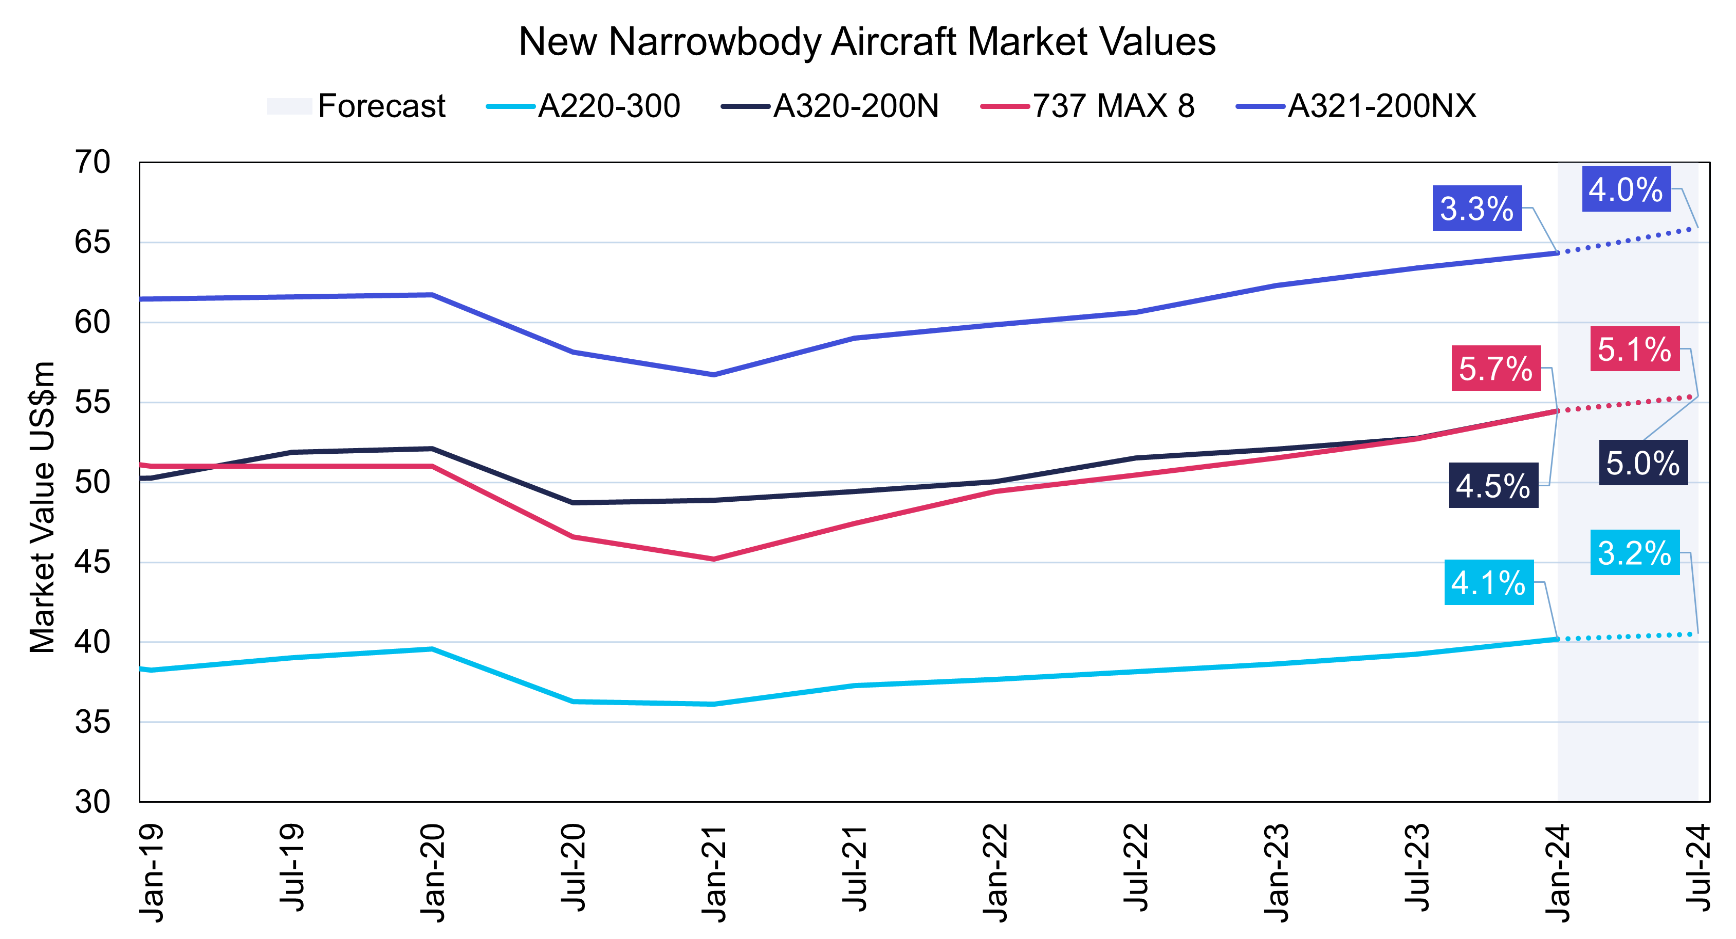 New Narrowbody Aircraft Market Values
Forecast A220-300 A320-200N 737 MAX 8 A321-200NX
Market Value US$m
70
65
60
55
50
45
40
35
30
3.3%
4.0%
5.7%
5.1%
4.5%
5.0%
4.1%
3.2%
Jan-19
Jul-19
Jan-20
Jul-20
Jan-21
Jul-21
Jan-22
Jul-22
Jan-23
Jul-23
Jan-24
Jul-24